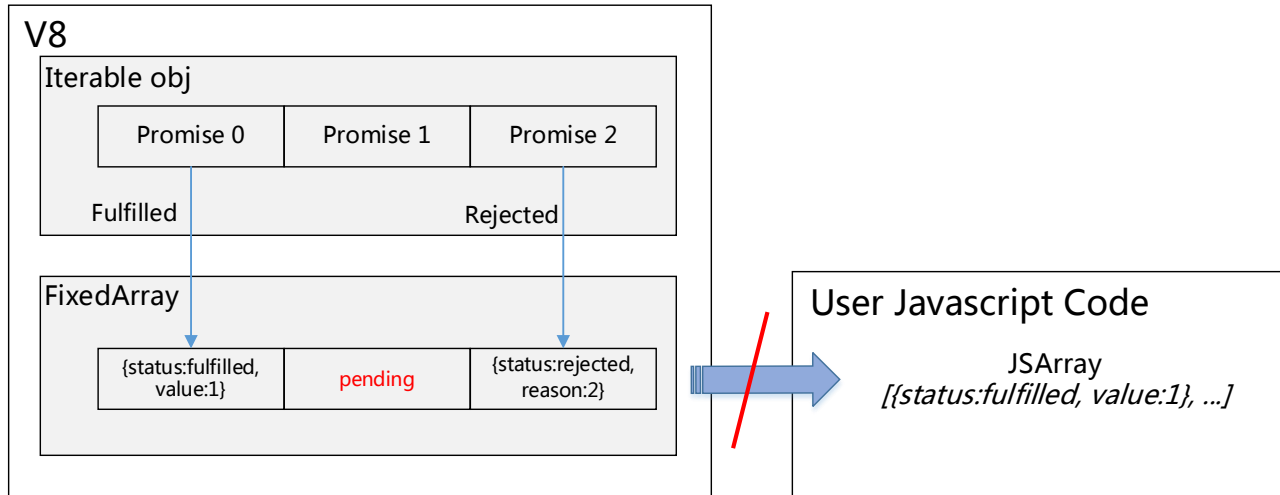 V8
Iterable obj
Promise 0
Promise 1
Promise 2
Fulfilled
Rejected
FixedArray
{status:fulfilled,
value:1}
pending
{status:rejected,
reason:2}
User Javascript Code
JSArray
[{status:fulfilled, value:1}, ...]